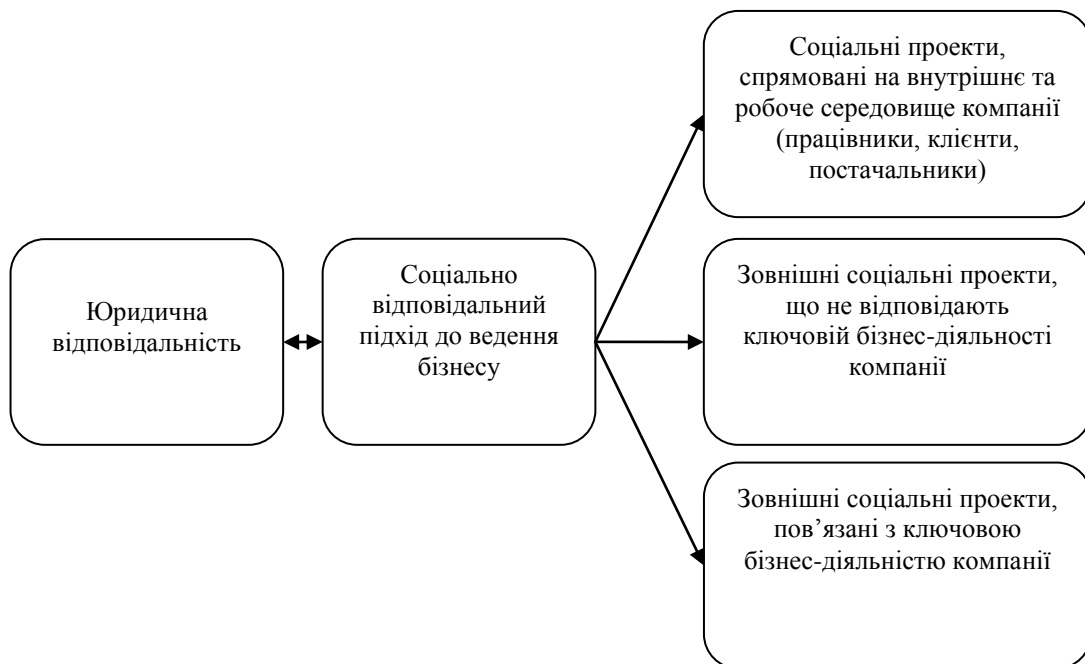 Соціальні проекти,
спрямовані на внутрішнє та
робоче середовище компанії
(працівники, клієнти,
постачальники)
Юридична
відповідальність
Соціально
відповідальний
підхід до ведення
бізнесу
Зовнішні соціальні проекти,
що не відповідають
ключовій бізнес-діяльності
компанії
Зовнішні соціальні проекти,
пов’язані з ключовою
бізнес-діяльністю компанії